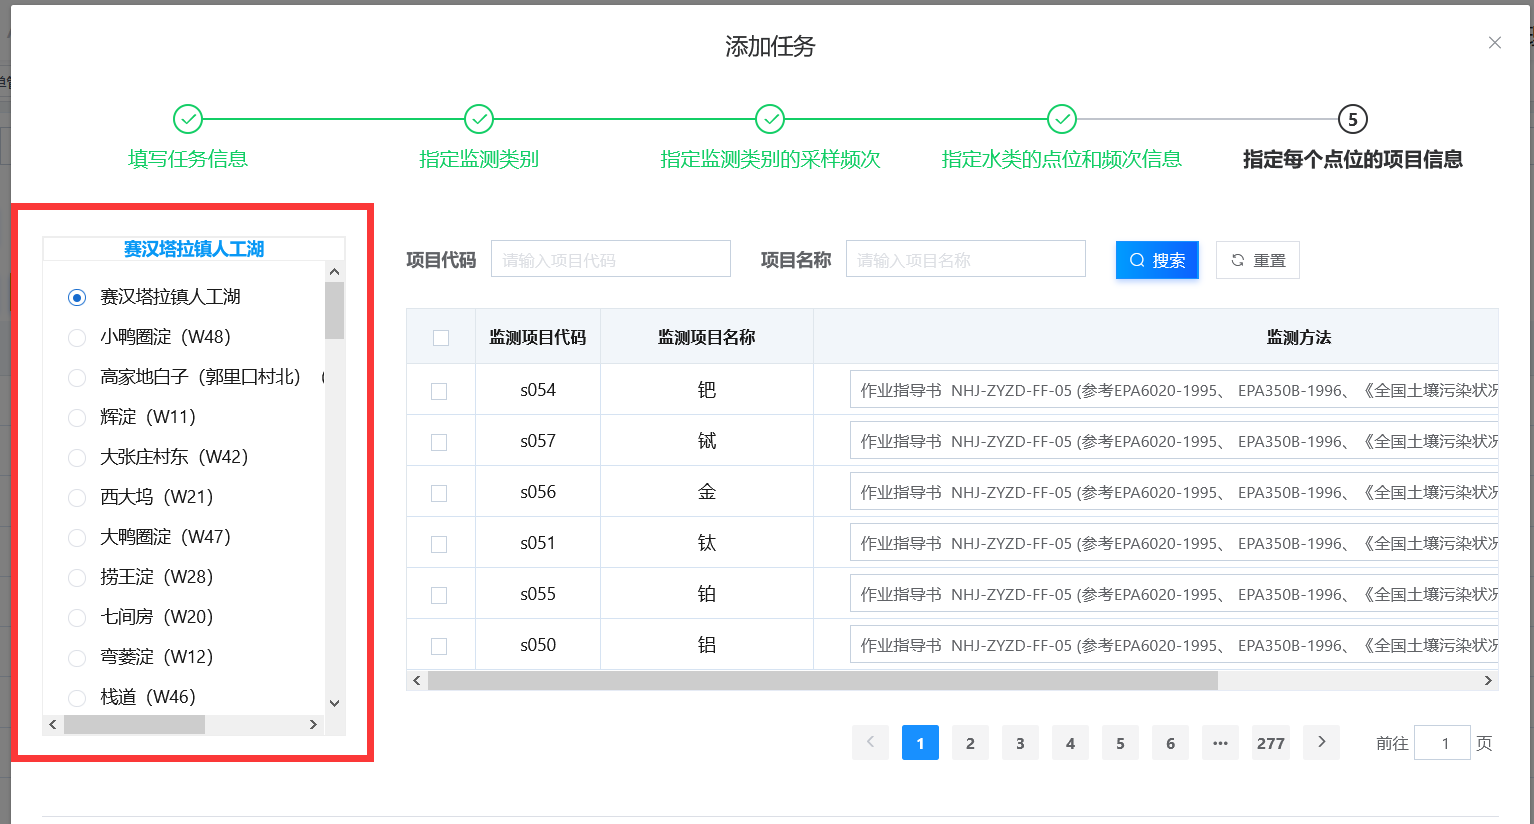 添加任务
5
填写任务信息
指定监测类别
指定监测类别的采样频次
指定水类的点位和频次信息
指定每个点位的项目信息
赛汉塔拉镇人工湖
赛汉塔拉镇人工湖
小鸭圈淀（W48）
高家地白子（郭里口村北）（
辉淀（W11）
大张庄村东（W42）
西大坞（W21）
大鸭圈淀（W47）
捞王淀（W28）
七间房（W20）
弯蒌淀（W12）
栈道（W46）
项目代码 请输入项目代码 项目名称 请输入项目名称 搜索 重置
监测项目代码 监测项目名称 监测方法
s054 钯 作业指导书 NHJ-ZYZD-FF-05 (参考EPA6020-1995、 EPA350B-1996、《全国土壤污染状况
s057 铽 作业指导书 NHJ-ZYZD-FF-05 (参考EPA6020-1995、 EPA350B-1996、《全国土壤污染状况
s056 金 作业指导书 NHJ-ZYZD-FF-05 (参考EPA6020-1995、 EPA350B-1996、《全国土壤污染状况
s051 钛 作业指导书 NHJ-ZYZD-FF-05 (参考EPA6020-1995、 EPA350B-1996、《全国土壤污染状况
s055 铂 作业指导书 NHJ-ZYZD-FF-05 (参考EPA6020-1995、 EPA350B-1996、《全国土壤污染状况
s050 铝 作业指导书 NHJ-ZYZD-FF-05 (参考EPA6020-1995、 EPA350B-1996、《全国土壤污染状况
1 2 3 4 5 6 ••• 277 前往 1 页